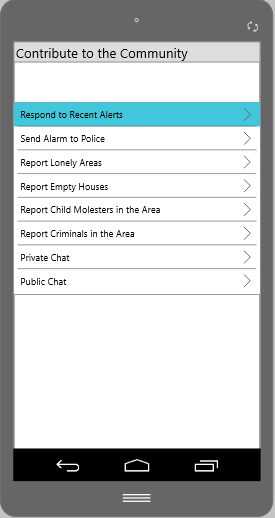 Contribute to the Community
Respond to Recent Alerts
Send Alarm to Police
Report Lonely Areas
Report Empty Houses
Report Child Molesters in the Area
Report Criminals in the Area
Private Chat
Public Chat